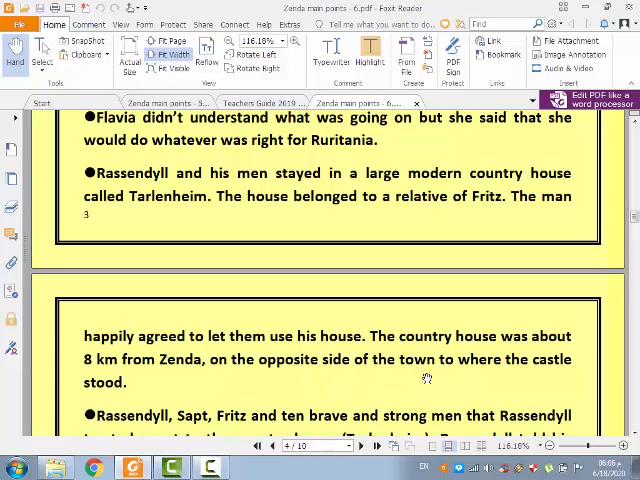 Zenda main points - 6.pdf - Foxit Reader
File Home Comment View Form Protect Share Connect Extras Help Find
Hand
Select
SnapShot
Clipboard
Actual Size
Fit Page
Fit Width
Fit Visible
Reflow
116.18%
Rotate Left
Rotate Right
Typewriter
Highlight
From File
PDF Sign
Link
Bookmark
File Attachment
Image Annotation
Audio & Video
View
Comment
Create
Protect
Links
Insert
Start Zenda main points - 5.... Teachers Guide 2019 ... Zenda main points - 6....
Edit PDF like a
word processor
●Flavia didn’t understand what was going on but she said that she
would do whatever was right for Ruritania.
●Rassendyll and his men stayed in a large modern country house
called Tarlenheim. The house belonged to a relative of Fritz. The man
3
happily agreed to let them use his house. The country house was about
8 km from Zenda, on the opposite side of the town to where the castle
stood.
●Rassendyll, Sapt, Fritz and ten brave and strong men that Rassendyll
4 / 10
116.18%
EN
06:06 م
6/18/2020